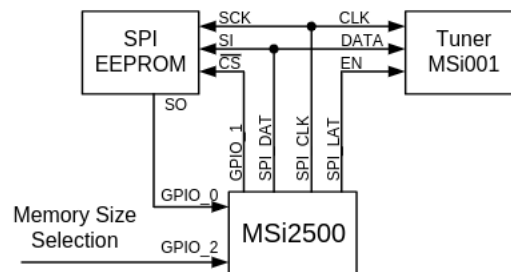 SCK
CLK
SPI
EEPROM
SI
DATA
CS
EN
Tuner
MSi001
SO
GPIO_1
SPI_DAT
SPI_CLK
SPI_LAT
GPIO_0
Memory Size
Selection
GPIO_2
MSi2500